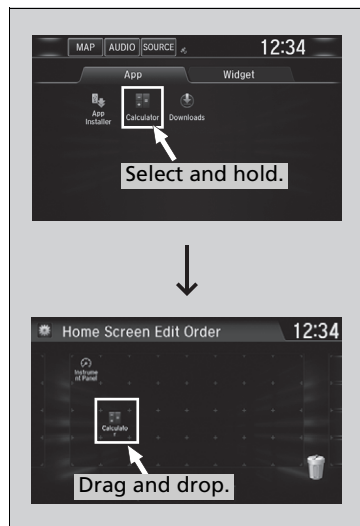 MAP AUDIO SOURCE 12:34
App Widget
App
Installer
Calculator
Downloads
Select and hold.
Home Screen Edit Order 12:34
Instrume
nt Panel
Calculato
r
Drag and drop.